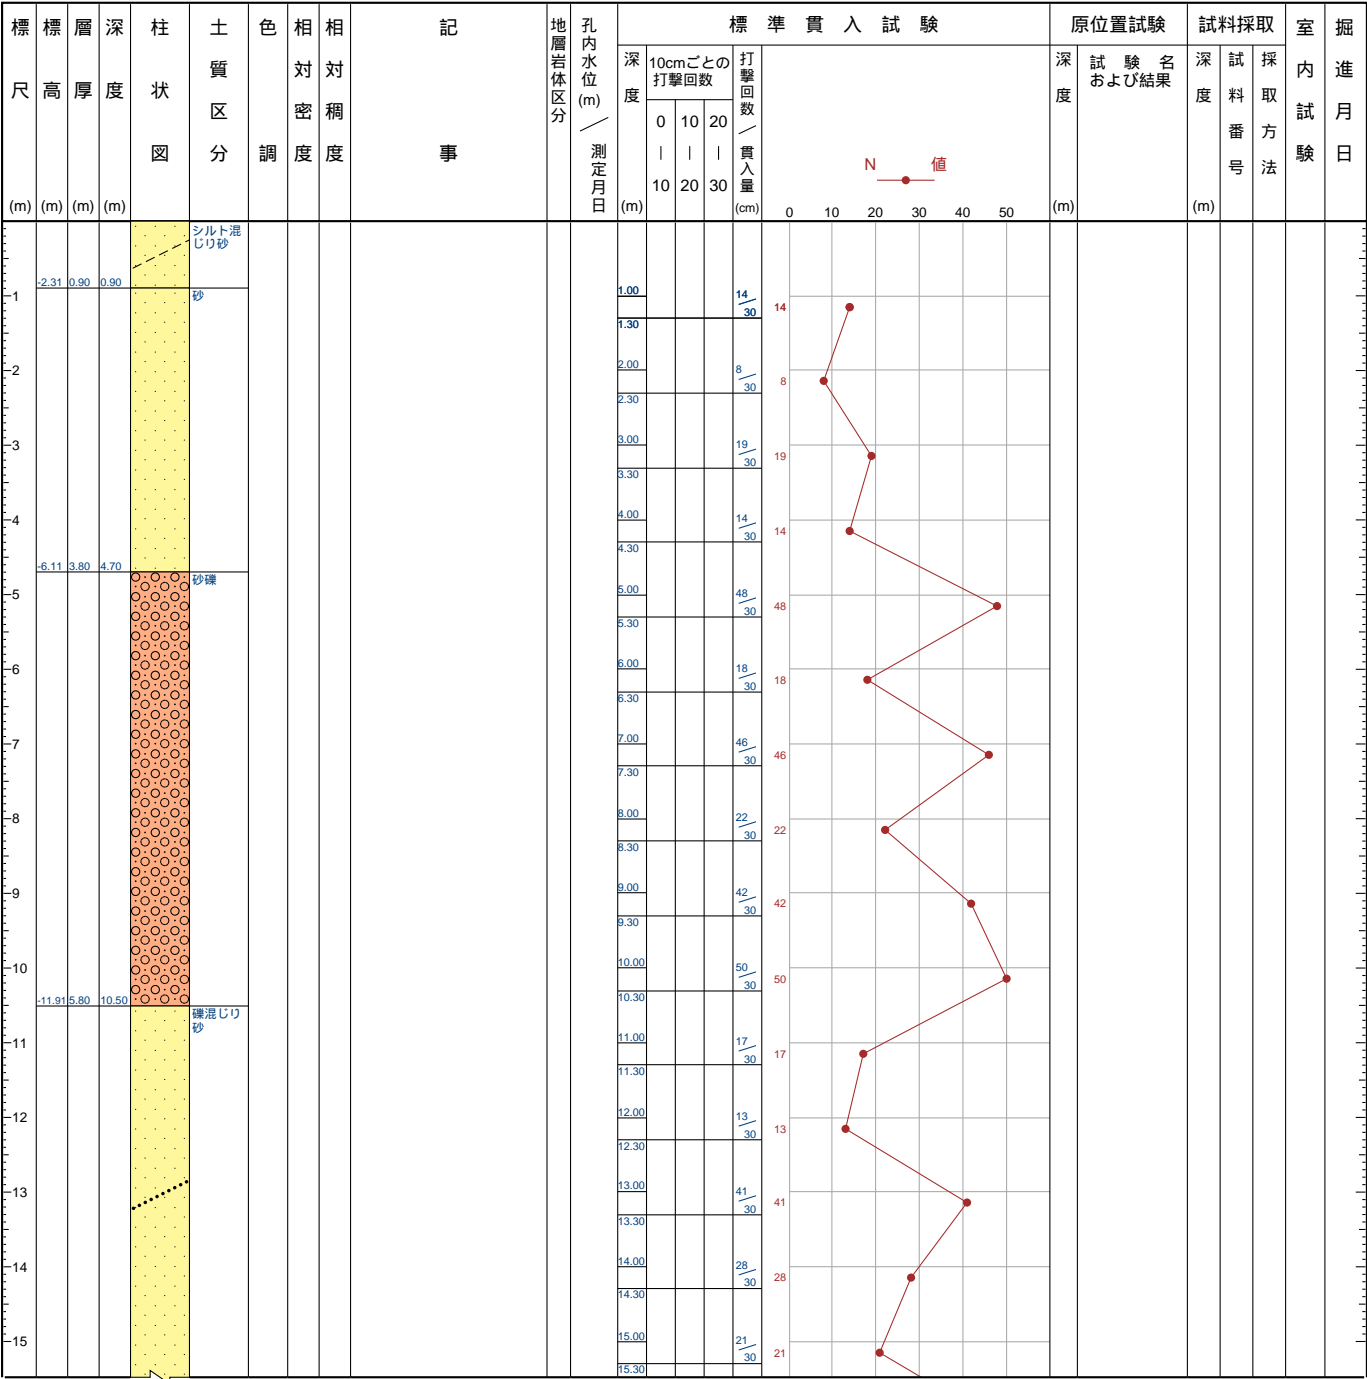 標尺 (m)
標高 (m)
層厚 (m)
深度 (m)
柱状図
土質区分
色調
相対密度
相対稠度
記事
地層岩体区分
孔内水位(m)／測定月日
標準貫入試験
深度 (m)
10cmごとの打撃回数
0 | 10
10 | 20
20 | 30
打撃回数／貫入量 (cm)
N 値
0 10 20 30 40 50
原位置試験
深度 (m)
試験名および結果
試料採取
深度 (m)
試料番号
採取方法
室内試験
掘進月日
シルト混
じり砂
-2.31 0.90 0.90
砂
1 1.00 14/30 14
1.30
2 2.00 8/30 8
2.30
3 3.00 19/30 19
3.30
4 4.00 14/30 14
4.30
-6.11 3.80 4.70
砂礫
5 5.00 48/30 48
5.30
6 6.00 18/30 18
6.30
7 7.00 46/30 46
7.30
8 8.00 22/30 22
8.30
9 9.00 42/30 42
9.30
10 10.00 50/30 50
10.30
-11.91 5.80 10.50
礫混じり
砂
11 11.00 17/30 17
11.30
12 12.00 13/30 13
12.30
13 13.00 41/30 41
13.30
14 14.00 28/30 28
14.30
15 15.00 21/30 21
15.30